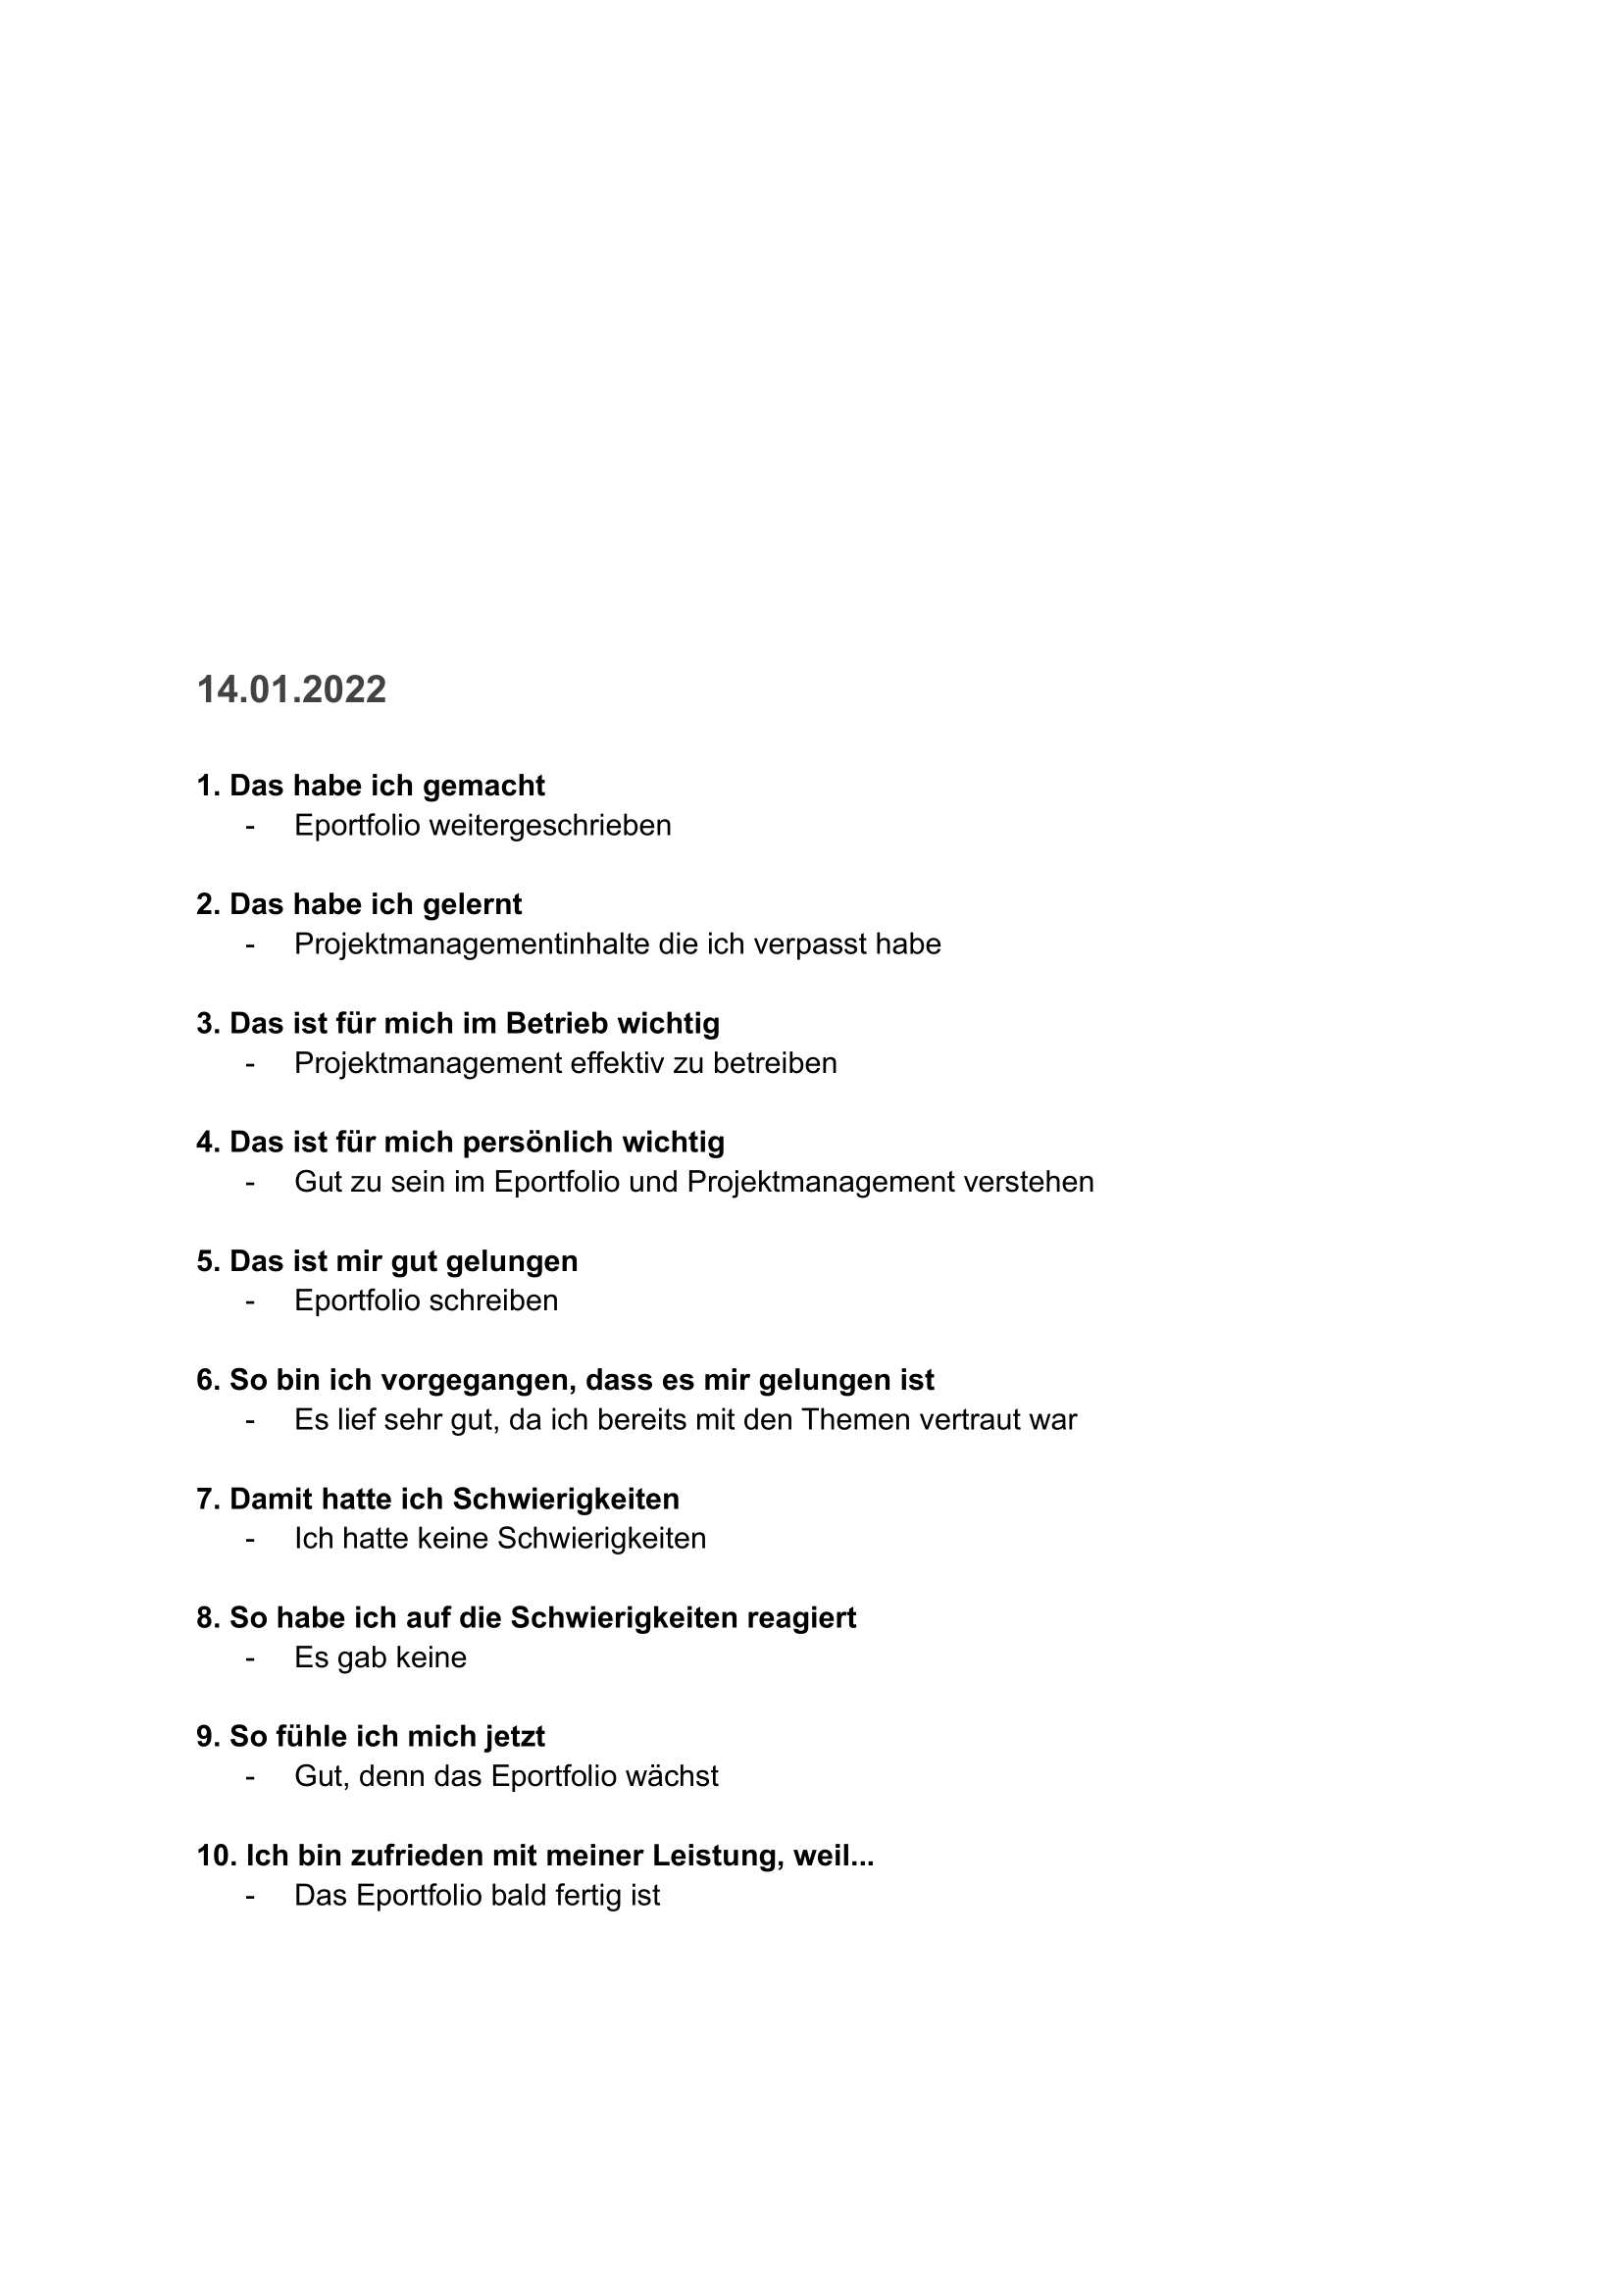 14.01.2022
1. Das habe ich gemacht
- Eportfolio weitergeschrieben
2. Das habe ich gelernt
- Projektmanagementinhalte die ich verpasst habe
3. Das ist für mich im Betrieb wichtig
- Projektmanagement effektiv zu betreiben
4. Das ist für mich persönlich wichtig
- Gut zu sein im Eportfolio und Projektmanagement verstehen
5. Das ist mir gut gelungen
- Eportfolio schreiben
6. So bin ich vorgegangen, dass es mir gelungen ist
- Es lief sehr gut, da ich bereits mit den Themen vertraut war
7. Damit hatte ich Schwierigkeiten
- Ich hatte keine Schwierigkeiten
8. So habe ich auf die Schwierigkeiten reagiert
- Es gab keine
9. So fühle ich mich jetzt
- Gut, denn das Eportfolio wächst
10. Ich bin zufrieden mit meiner Leistung, weil...
- Das Eportfolio bald fertig ist